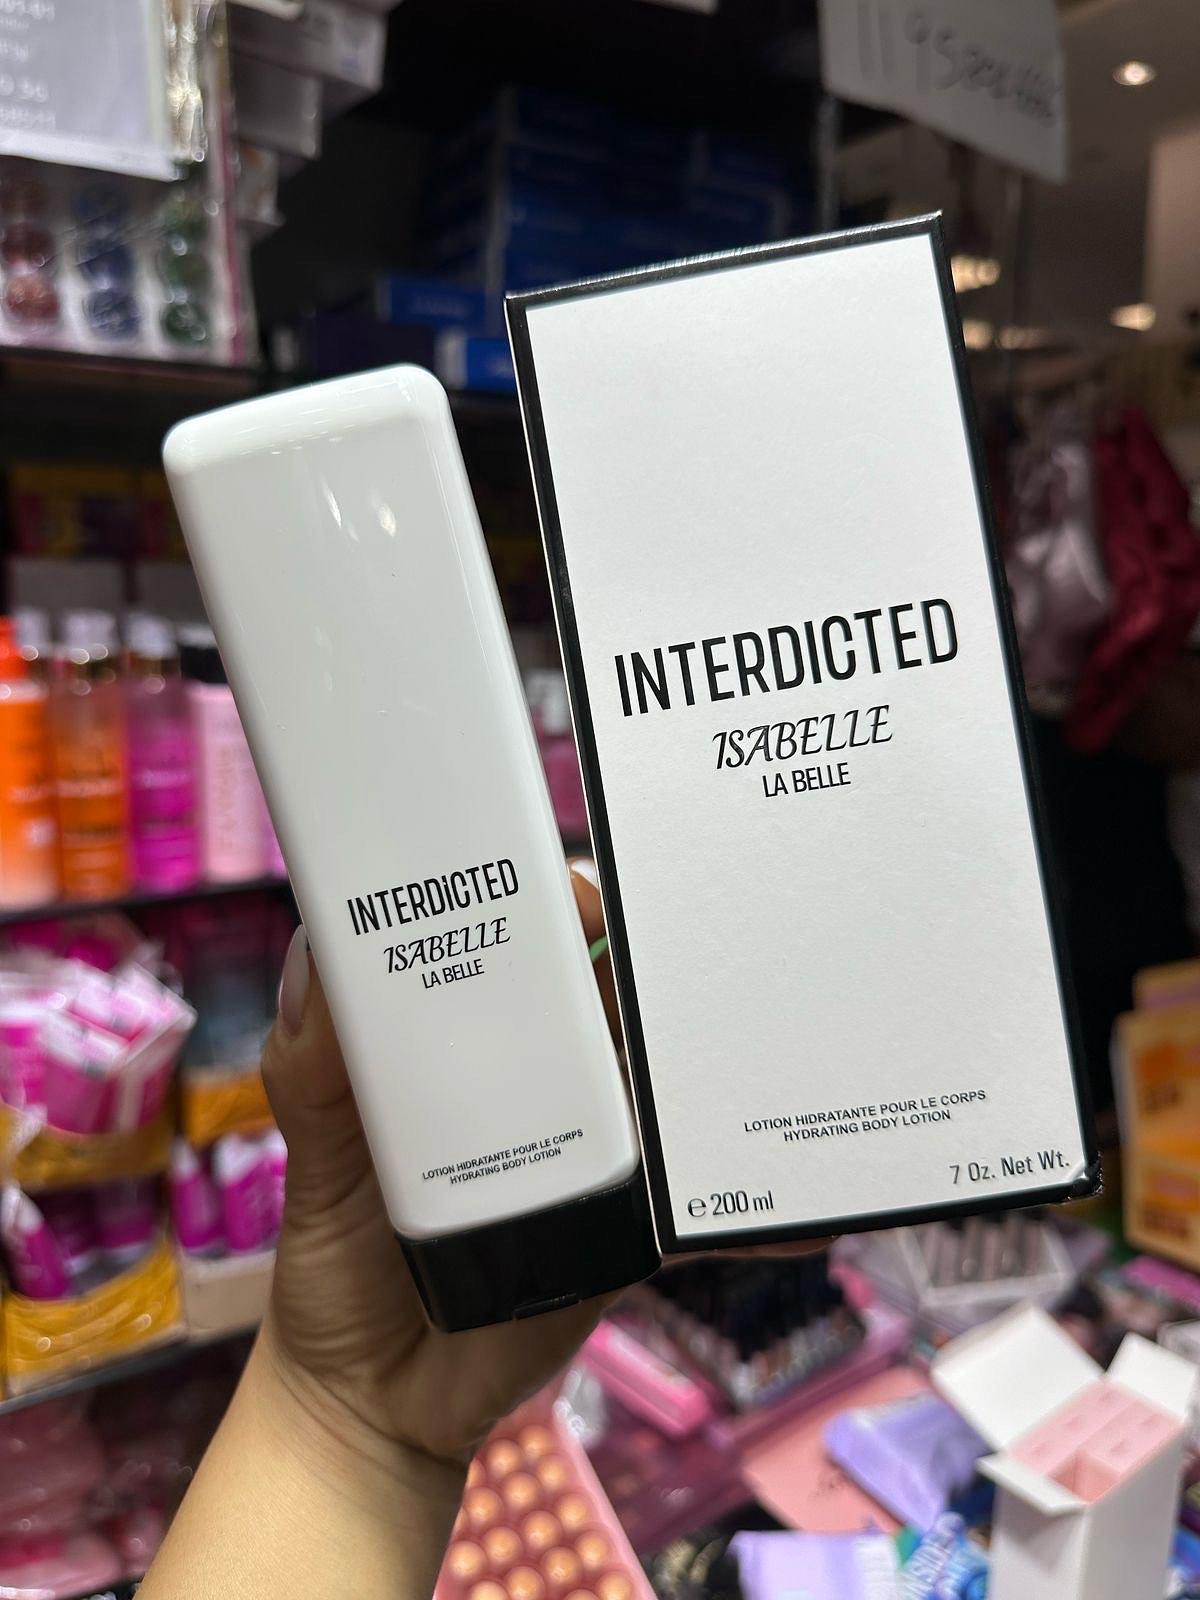 INTERDICTED
ISABELLE
LA BELLE
LOTION HIDRATANTE POUR LE CORPS
HYDRATING BODY LOTION
INTERDICTED
ISABELLE
LA BELLE
LOTION HIDRATANTE POUR LE CORPS
HYDRATING BODY LOTION
7 Oz. Net Wt.
℮ 200 ml